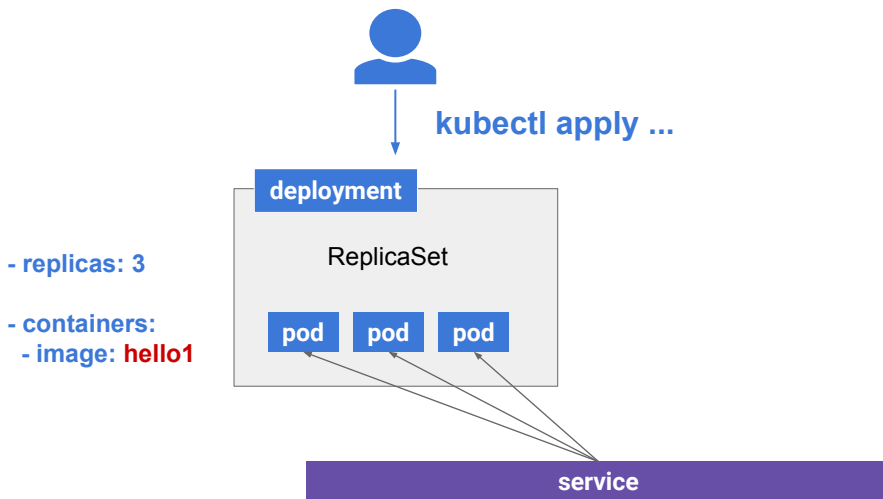 kubectl apply ...
deployment
ReplicaSet
- replicas: 3
- containers:
- image: hello1
pod pod pod
service